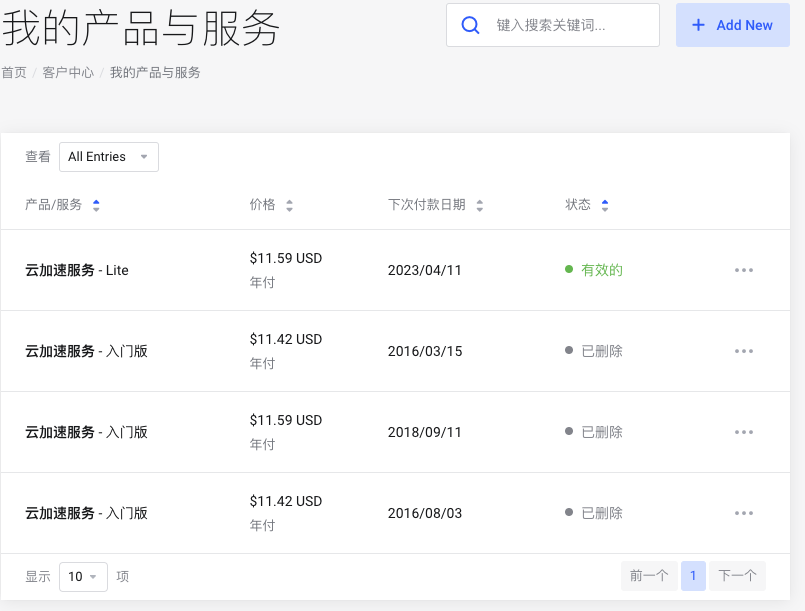 我的产品与服务
键入搜索关键词...
+ Add New
首页 / 客户中心 / 我的产品与服务
查看 All Entries
产品/服务 价格 下次付款日期 状态
云加速服务 - Lite $11.59 USD 2023/04/11 有效的
年付
云加速服务 - 入门版 $11.42 USD 2016/03/15 已删除
年付
云加速服务 - 入门版 $11.59 USD 2018/09/11 已删除
年付
云加速服务 - 入门版 $11.42 USD 2016/08/03 已删除
年付
显示 10 项 前一个 1 下一个